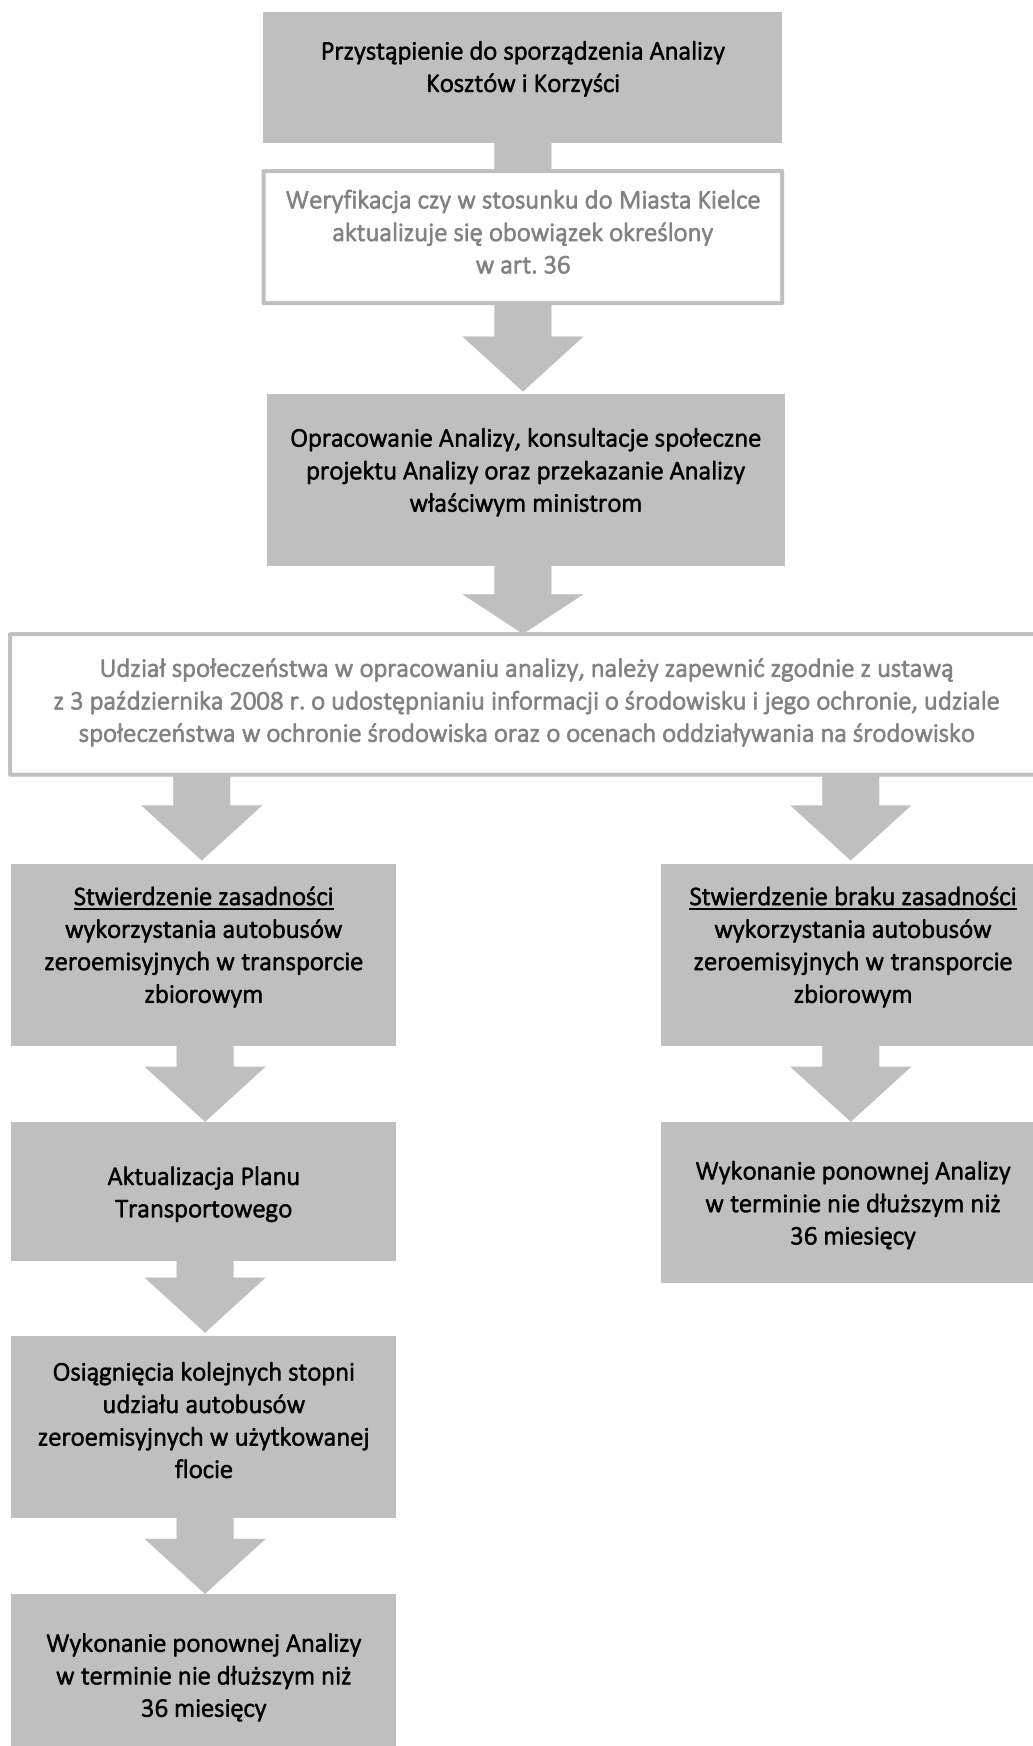 Przystąpienie do sporządzenia Analizy
Kosztów i Korzyści
Weryfikacja czy w stosunku do Miasta Kielce
aktualizuje się obowiązek określony
w art. 36
Opracowanie Analizy, konsultacje społeczne
projektu Analizy oraz przekazanie Analizy
właściwym ministrom
Udział społeczeństwa w opracowaniu analizy, należy zapewnić zgodnie z ustawą
z 3 października 2008 r. o udostępnianiu informacji o środowisku i jego ochronie, udziale
społeczeństwa w ochronie środowiska oraz o ocenach oddziaływania na środowisko
Stwierdzenie zasadności
wykorzystania autobusów
zeroemisyjnych w transporcie
zbiorowym
Stwierdzenie braku zasadności
wykorzystania autobusów
zeroemisyjnych w transporcie
zbiorowym
Aktualizacja Planu
Transportowego
Wykonanie ponownej Analizy
w terminie nie dłuższym niż
36 miesięcy
Osiągnięcia kolejnych stopni
udziału autobusów
zeroemisyjnych w użytkowanej
flocie
Wykonanie ponownej Analizy
w terminie nie dłuższym niż
36 miesięcy